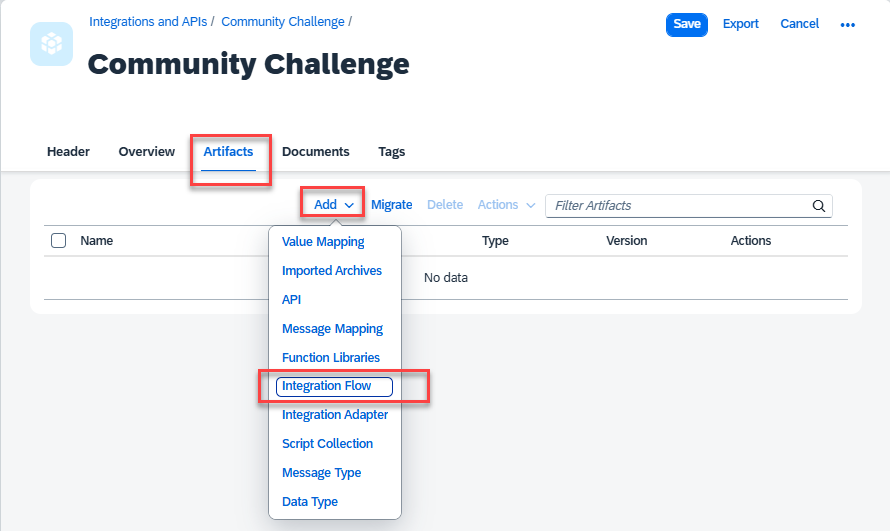 Integrations and APIs / Community Challenge /
Save Export Cancel
Community Challenge
Header Overview Artifacts Documents Tags
Add Migrate Delete Actions Filter Artifacts
Name Type Version Actions
No data
Value Mapping
Imported Archives
API
Message Mapping
Function Libraries
Integration Flow
Integration Adapter
Script Collection
Message Type
Data Type